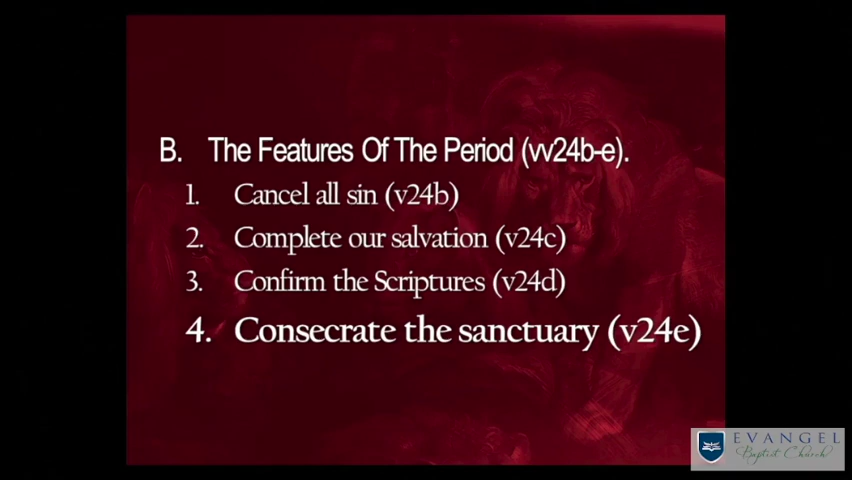 B. The Features Of The Period (vv24b-e).
1. Cancel all sin (v24b)
2. Complete our salvation (v24c)
3. Confirm the Scriptures (v24d)
4. Consecrate the sanctuary (v24e)
EVANGEL
Baptist Church